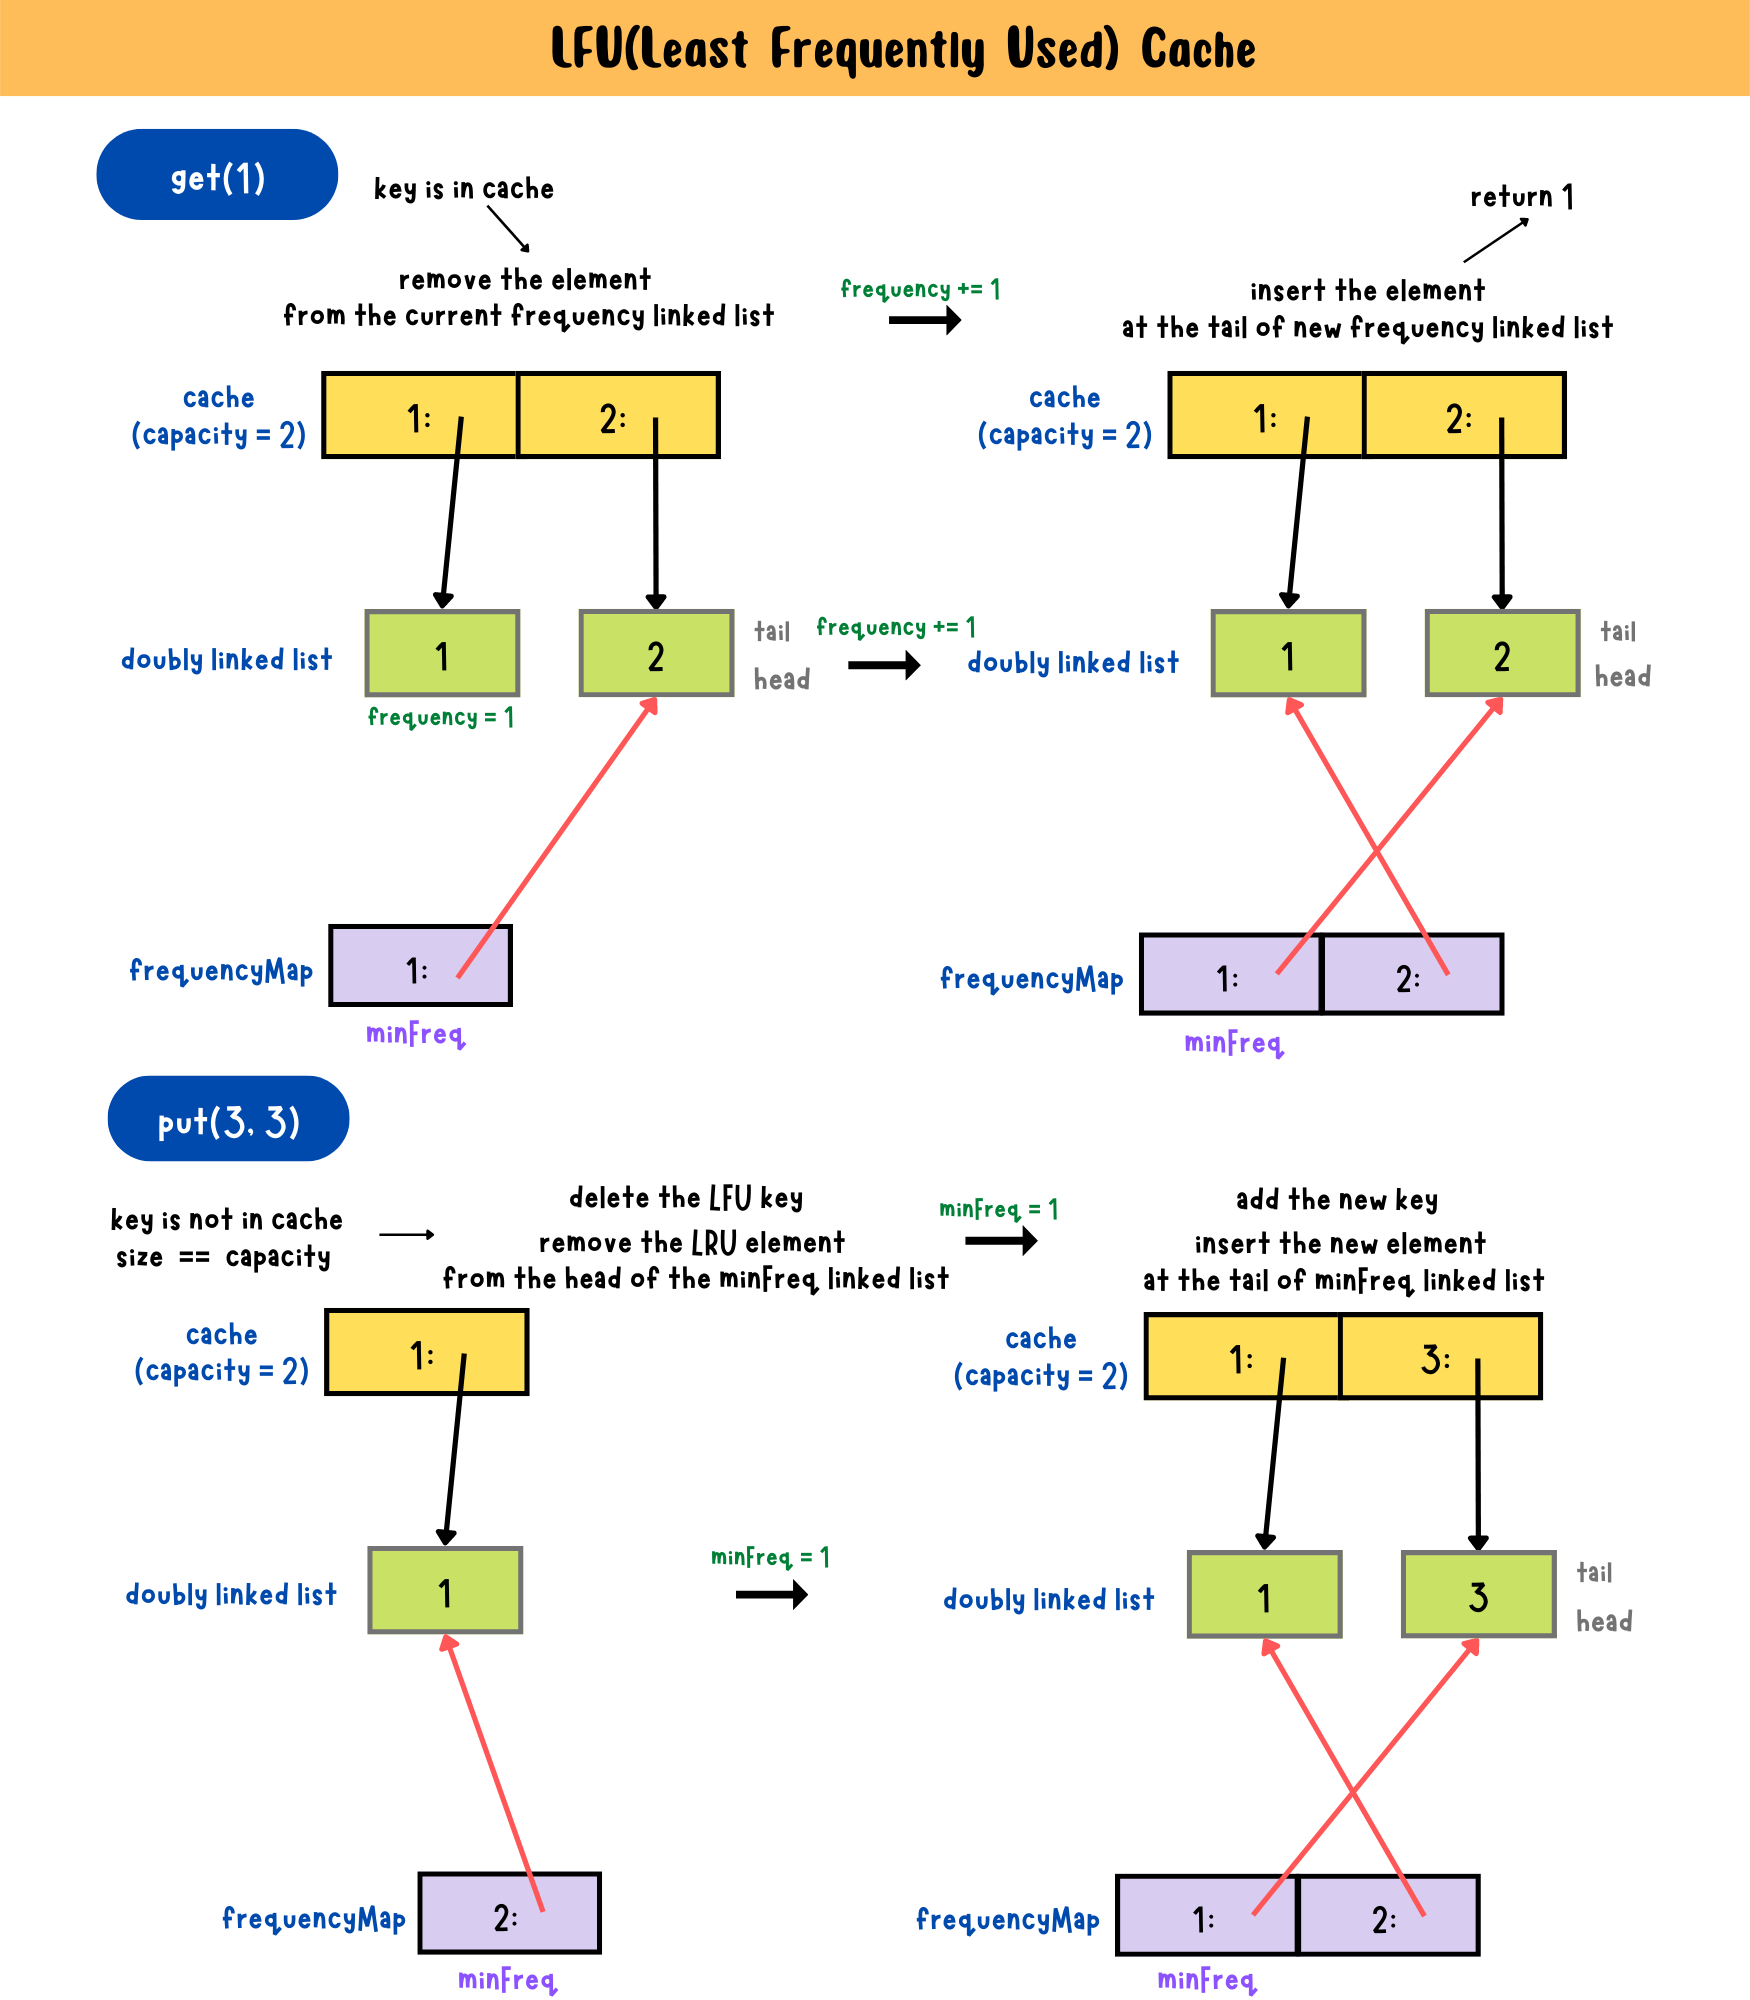 LFU(Least Frequently Used) Cache
get(1)
key is in cache
return 1
remove the element
from the current frequency linked list
frequency += 1
insert the element
at the tail of new frequency linked list
cache
(capacity = 2)
1:
2:
cache
(capacity = 2)
1:
2:
doubly linked list
1
2
tail
head
frequency = 1
frequency += 1
doubly linked list
1
2
tail
head
frequencyMap
1:
minFreq
frequencyMap
1:
2:
minFreq
put(3, 3)
key is not in cache
size == capacity
delete the LFU key
remove the LRU element
from the head of the minFreq linked list
minFreq = 1
add the new key
insert the new element
at the tail of minFreq linked list
cache
(capacity = 2)
1:
cache
(capacity = 2)
1:
3:
doubly linked list
1
minFreq = 1
doubly linked list
1
3
tail
head
frequencyMap
2:
minFreq
frequencyMap
1:
2:
minFreq